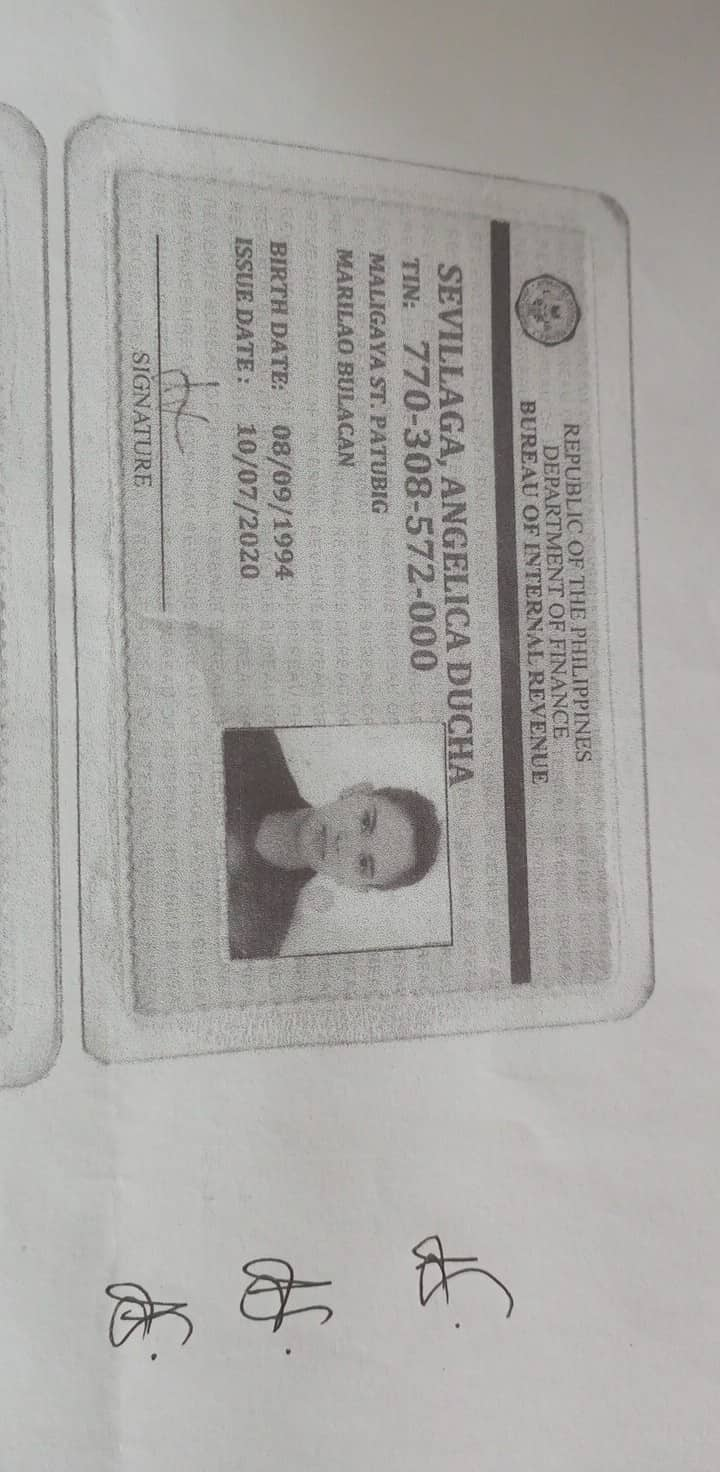 REPUBLIC OF THE PHILIPPINES
DEPARTMENT OF FINANCE
BUREAU OF INTERNAL REVENUE
SEVILLAGA, ANGELICA DUCHA
TIN: 770-308-572-000
MALIGAYA ST. PATUBIG
MARILAO BULACAN
BIRTH DATE: 08/09/1994
ISSUE DATE: 10/07/2020
SIGNATURE